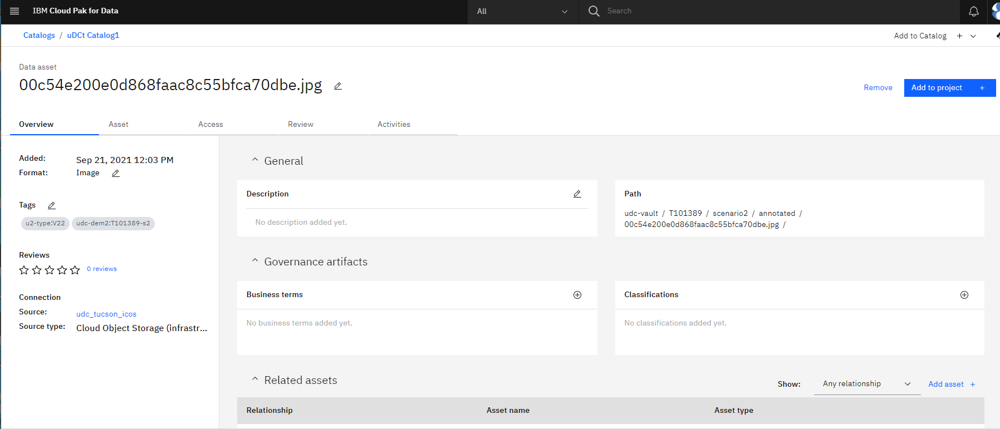 IBM Cloud Pak for Data
All
Search
Catalogs / uDCt Catalog1
Add to Catalog +
Data asset
00c54e200e0d868faac8c55bfca70dbe.jpg
Remove
Add to project +
Overview
Asset
Access
Review
Activities
Added: Sep 21, 2021 12:03 PM
Format: Image
Tags
u2-type:V22
udc-dem2:T101389-s2
Reviews
0 reviews
Connection
Source: udc_tucson_icos
Source type: Cloud Object Storage (infrastr...
General
Description
No description added yet.
Path
udc-vault / T101389 / scenario2 / annotated /
00c54e200e0d868faac8c55bfca70dbe.jpg /
Governance artifacts
Business terms
No business terms added yet.
Classifications
No classifications added yet.
Related assets
Show: Any relationship
Add asset +
Relationship
Asset name
Asset type